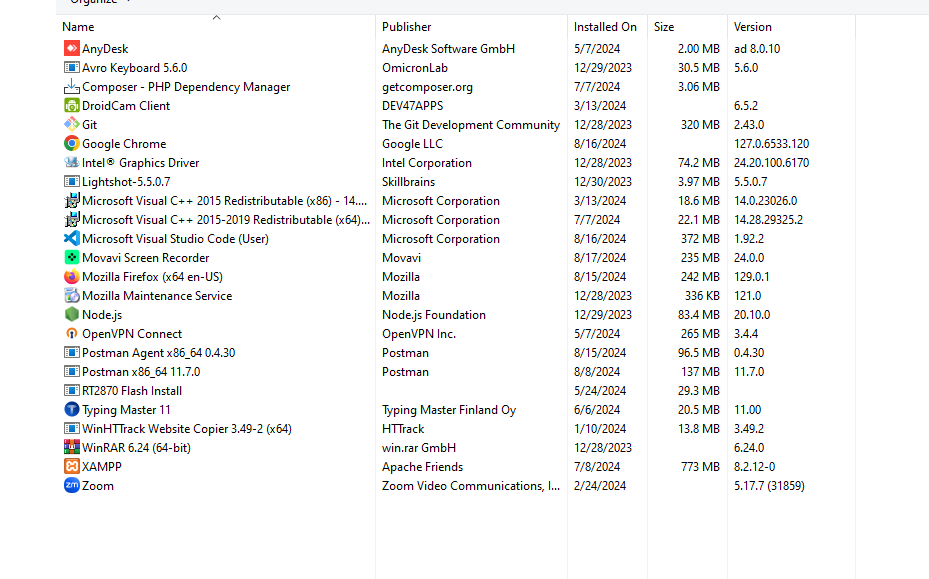 Organize
Name Publisher Installed On Size Version
AnyDesk AnyDesk Software GmbH 5/7/2024 2.00 MB ad 8.0.10
Avro Keyboard 5.6.0 OmicronLab 12/29/2023 30.5 MB 5.6.0
Composer - PHP Dependency Manager getcomposer.org 7/7/2024 3.06 MB
DroidCam Client DEV47APPS 3/13/2024 6.5.2
Git The Git Development Community 12/28/2023 320 MB 2.43.0
Google Chrome Google LLC 8/16/2024 127.0.6533.120
Intel® Graphics Driver Intel Corporation 12/28/2023 74.2 MB 24.20.100.6170
Lightshot-5.5.0.7 Skillbrains 12/30/2023 3.97 MB 5.5.0.7
Microsoft Visual C++ 2015 Redistributable (x86) - 14.... Microsoft Corporation 3/13/2024 18.6 MB 14.0.23026.0
Microsoft Visual C++ 2015-2019 Redistributable (x64)... Microsoft Corporation 7/7/2024 22.1 MB 14.28.29325.2
Microsoft Visual Studio Code (User) Microsoft Corporation 8/16/2024 372 MB 1.92.2
Movavi Screen Recorder Movavi 8/17/2024 235 MB 24.0.0
Mozilla Firefox (x64 en-US) Mozilla 8/15/2024 242 MB 129.0.1
Mozilla Maintenance Service Mozilla 12/28/2023 336 KB 121.0
Node.js Node.js Foundation 12/29/2023 83.4 MB 20.10.0
OpenVPN Connect OpenVPN Inc. 5/7/2024 265 MB 3.4.4
Postman Agent x86_64 0.4.30 Postman 8/15/2024 96.5 MB 0.4.30
Postman x86_64 11.7.0 Postman 8/8/2024 137 MB 11.7.0
RT2870 Flash Install 5/24/2024 29.3 MB
Typing Master 11 Typing Master Finland Oy 6/6/2024 20.5 MB 11.00
WinHTTrack Website Copier 3.49-2 (x64) HTTrack 1/10/2024 13.8 MB 3.49.2
WinRAR 6.24 (64-bit) win.rar GmbH 12/28/2023 6.24.0
XAMPP Apache Friends 7/8/2024 773 MB 8.2.12-0
zm Zoom Zoom Video Communications, I... 2/24/2024 5.17.7 (31859)